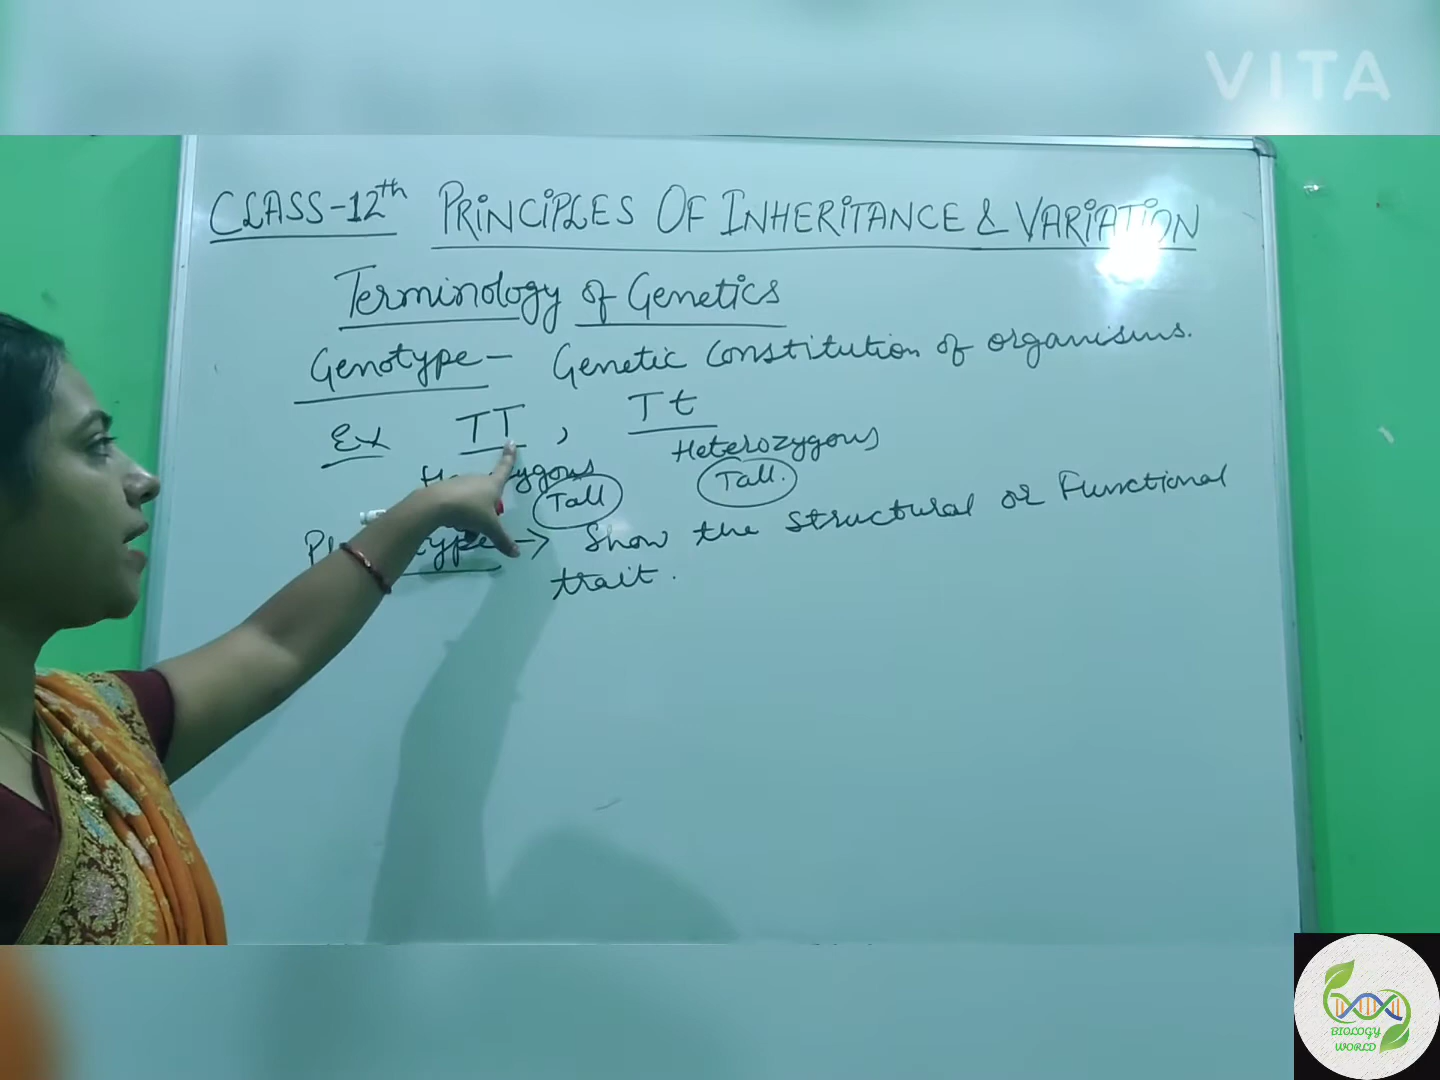 VITA
CLASS-12th PRINCIPLES OF INHERITANCE & VARIATION
Terminology of Genetics
Genotype - Genetic Constitution of organisms.
Ex TT , Tt
Heterozygous
Tall Tall.
→ Show the structural or Functional
trait.
BIOLOGY
WORLD